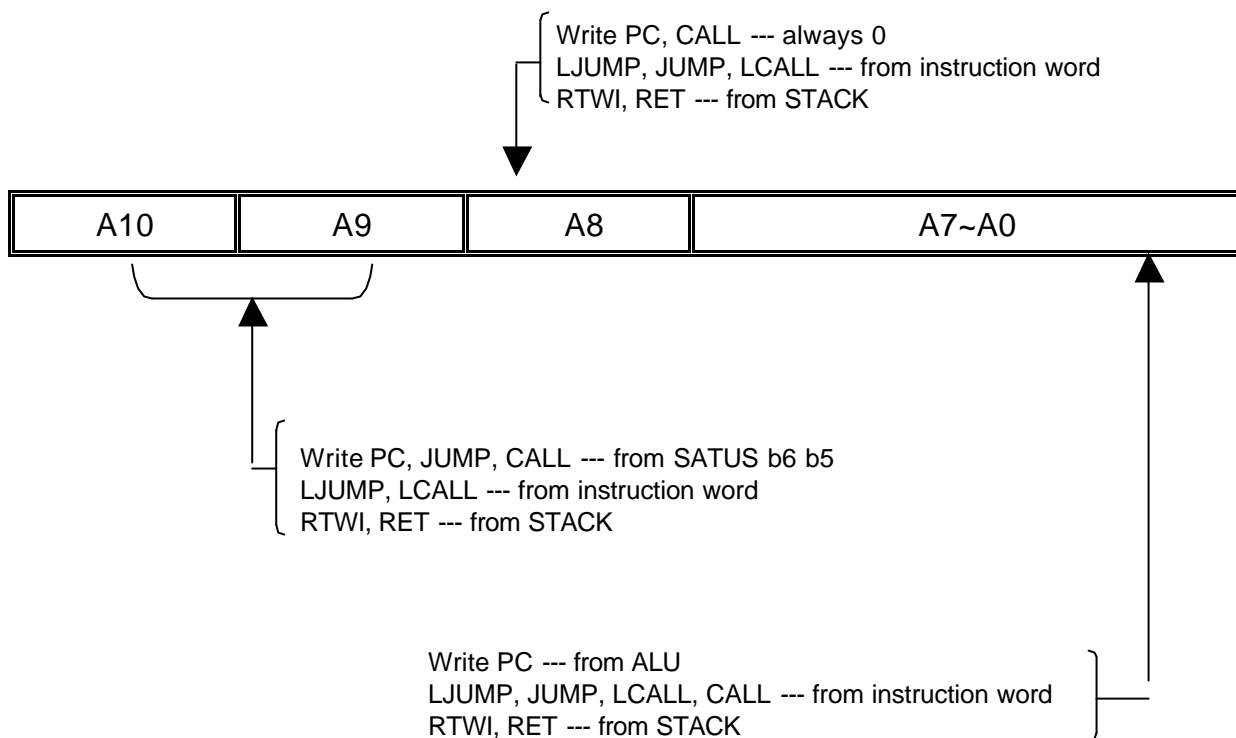 Write PC, CALL --- always 0
LJUMP, JUMP, LCALL --- from instruction word
RTWI, RET --- from STACK
A10 A9 A8 A7~A0
Write PC, JUMP, CALL --- from SATUS b6 b5
LJUMP, LCALL --- from instruction word
RTWI, RET --- from STACK
Write PC --- from ALU
LJUMP, JUMP, LCALL, CALL --- from instruction word
RTWI, RET --- from STACK